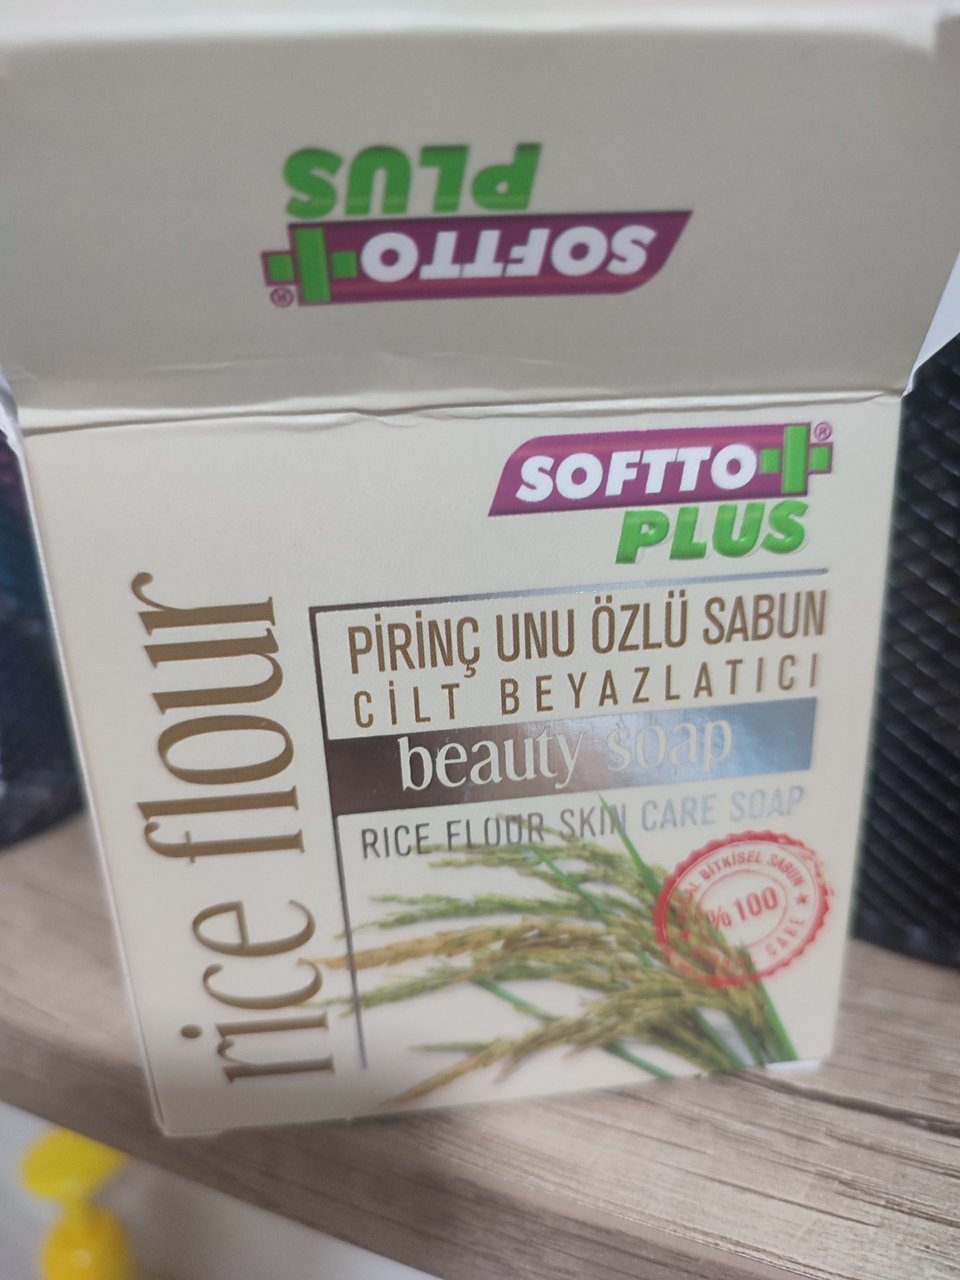 SOFTTO
PLUS
SOFTTO
PLUS
rice flour
PİRİNÇ UNU ÖZLÜ SABUN
CİLT BEYAZLATICI
beauty soap
RICE FLOUR SKIN CARE SOAP
BİTKİSEL SABUN
%100
CARE